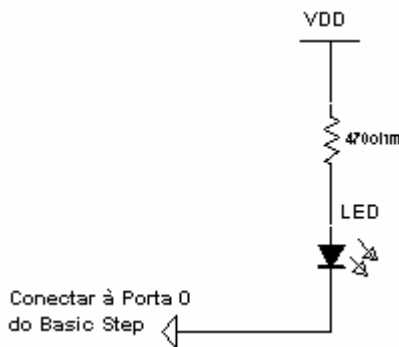 VDD
470ohm
LED
Conectar à Porta 0
do Basic Step